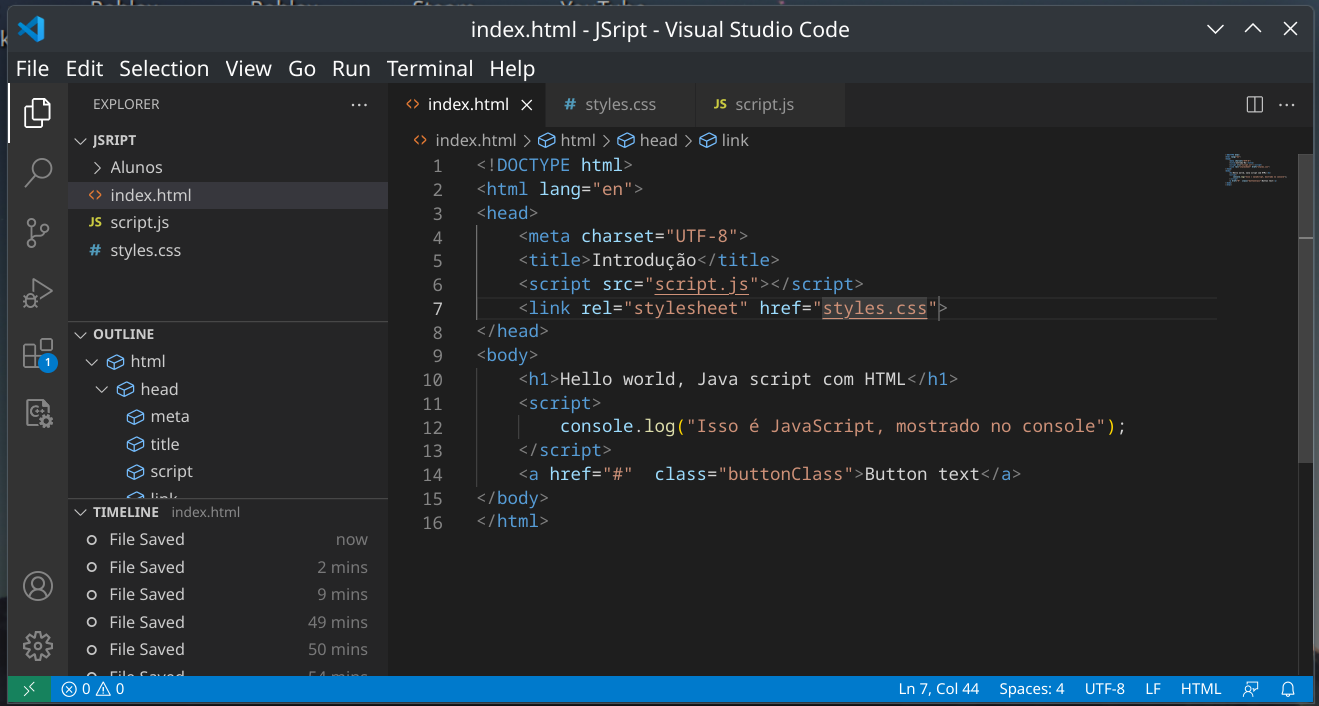 index.html - JSript - Visual Studio Code
File Edit Selection View Go Run Terminal Help
EXPLORER
JSRIPT
Alunos
index.html
JS script.js
# styles.css
OUTLINE
html
head
meta
title
script
link
TIMELINE index.html
File Saved now
File Saved 2 mins
File Saved 9 mins
File Saved 49 mins
File Saved 50 mins
File Saved 54 mins
1
<> index.html # styles.css JS script.js
<> index.html > html > head > link
1 <!DOCTYPE html>
2 <html lang="en">
3 <head>
4     <meta charset="UTF-8">
5     <title>Introdução</title>
6     <script src="script.js"></script>
7     <link rel="stylesheet" href="styles.css">
8 </head>
9 <body>
10     <h1>Hello world, Java script com HTML</h1>
11     <script>
12         console.log("Isso é JavaScript, mostrado no console");
13     </script>
14     <a href="#"  class="buttonClass">Button text</a>
15 </body>
16 </html>
0 0 Ln 7, Col 44 Spaces: 4 UTF-8 LF HTML